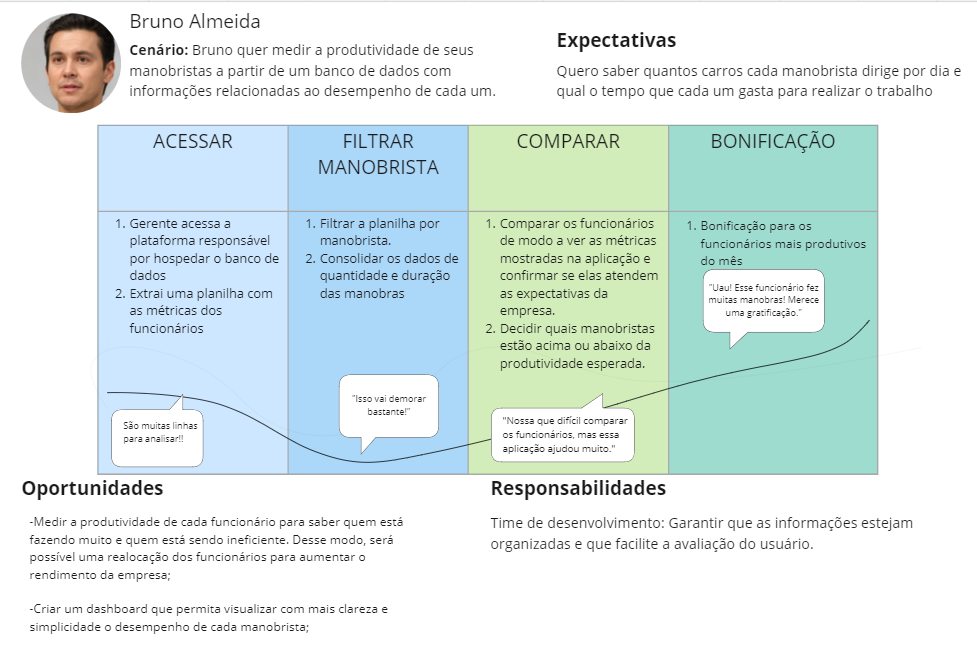 Bruno Almeida
Cenário: Bruno quer medir a produtividade de seus
manobristas a partir de um banco de dados com
informações relacionadas ao desempenho de cada um.
Expectativas
Quero saber quantos carros cada manobrista dirige por dia e
qual o tempo que cada um gasta para realizar o trabalho
ACESSAR
1. Gerente acessa a
plataforma responsável
por hospedar o banco de
dados
2. Extrai uma planilha com
as métricas dos
funcionários
São muitas linhas
para analisar!!
FILTRAR
MANOBRISTA
1. Filtrar a planilha por
manobrista.
2. Consolidar os dados de
quantidade e duração
das manobras
"Isso vai demorar
bastante!"
COMPARAR
1. Comparar os funcionários
de modo a ver as métricas
mostradas na aplicação e
confirmar se elas atendem
as expectativas da
empresa.
2. Decidir quais manobristas
estão acima ou abaixo da
produtividade esperada.
"Nossa que difícil comparar
os funcionários, mas essa
aplicação ajudou muito."
BONIFICAÇÃO
1. Bonificação para os
funcionários mais produtivos
do mês
"Uau! Esse funcionário fez
muitas manobras! Merece
uma gratificação."
Oportunidades
-Medir a produtividade de cada funcionário para saber quem está
fazendo muito e quem está sendo ineficiente. Desse modo, será
possível uma realocação dos funcionários para aumentar o
rendimento da empresa;
-Criar um dashboard que permita visualizar com mais clareza e
simplicidade o desempenho de cada manobrista;
Responsabilidades
Time de desenvolvimento: Garantir que as informações estejam
organizadas e que facilite a avaliação do usuário.